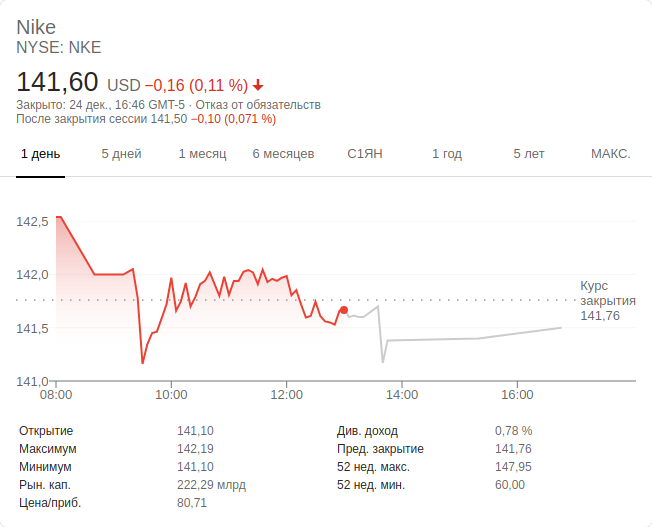 Nike
NYSE: NKE
141,60 USD −0,16 (0,11 %)
Закрыто: 24 дек., 16:46 GMT-5 · Отказ от обязательств
После закрытия сессии 141,50 −0,10 (0,071 %)
1 день 5 дней 1 месяц 6 месяцев С1ЯН 1 год 5 лет МАКС.
142,5
142,0
Курс
закрытия
141,76
141,5
141,0
08:00 10:00 12:00 14:00 16:00
Открытие 141,10 Див. доход 0,78 %
Максимум 142,19 Пред. закрытие 141,76
Минимум 141,10 52 нед. макс. 147,95
Рын. кап. 222,29 млрд 52 нед. мин. 60,00
Цена/приб. 80,71